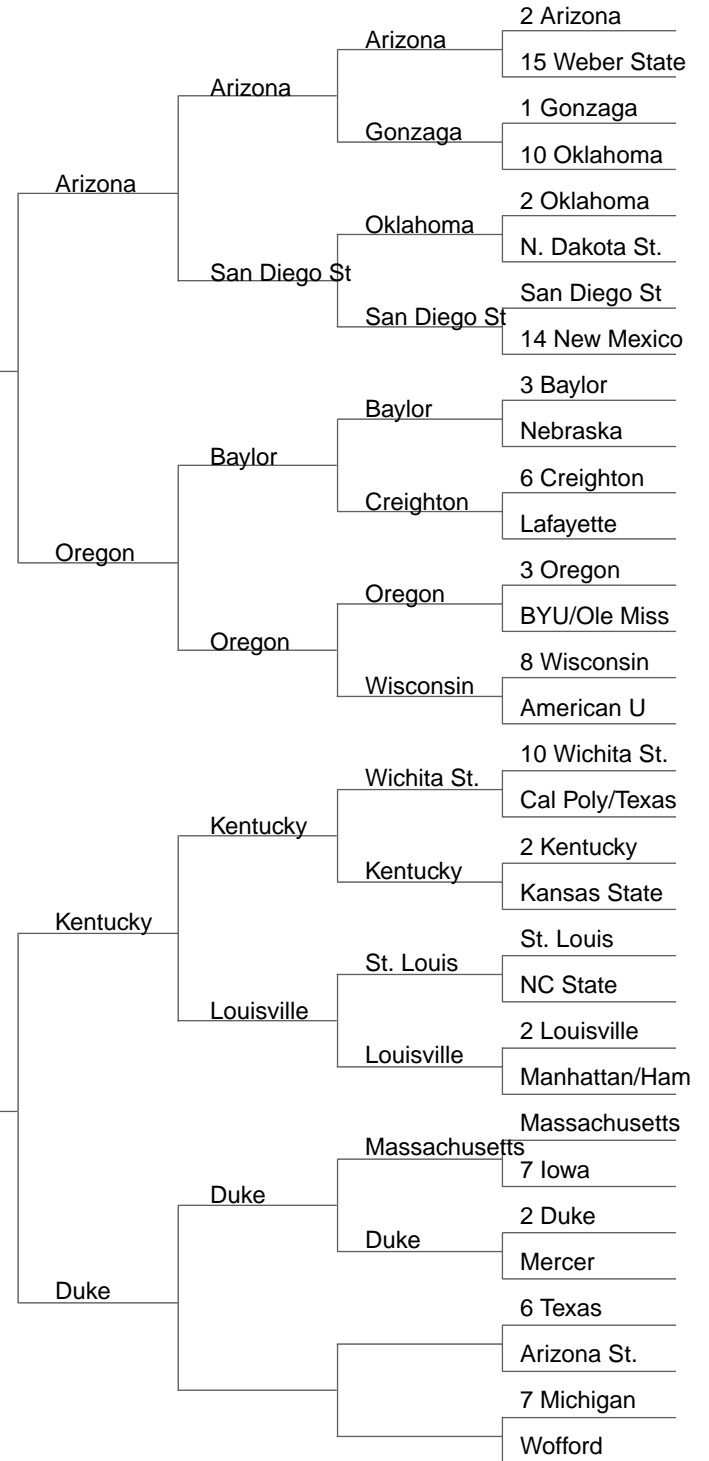 2 Arizona
Arizona
15 Weber State
Arizona
1 Gonzaga
Gonzaga
10 Oklahoma
Arizona
2 Oklahoma
Oklahoma
N. Dakota St.
San Diego St
San Diego St
San Diego St
14 New Mexico
3 Baylor
Baylor
Nebraska
Baylor
6 Creighton
Creighton
Lafayette
Oregon
3 Oregon
Oregon
BYU/Ole Miss
Oregon
8 Wisconsin
Wisconsin
American U
10 Wichita St.
Wichita St.
Cal Poly/Texas
Kentucky
2 Kentucky
Kentucky
Kansas State
Kentucky
St. Louis
St. Louis
NC State
Louisville
2 Louisville
Louisville
Manhattan/Ham
Massachusetts
Massachusetts
7 Iowa
Duke
2 Duke
Duke
Mercer
Duke
6 Texas
Arizona St.
7 Michigan
Wofford